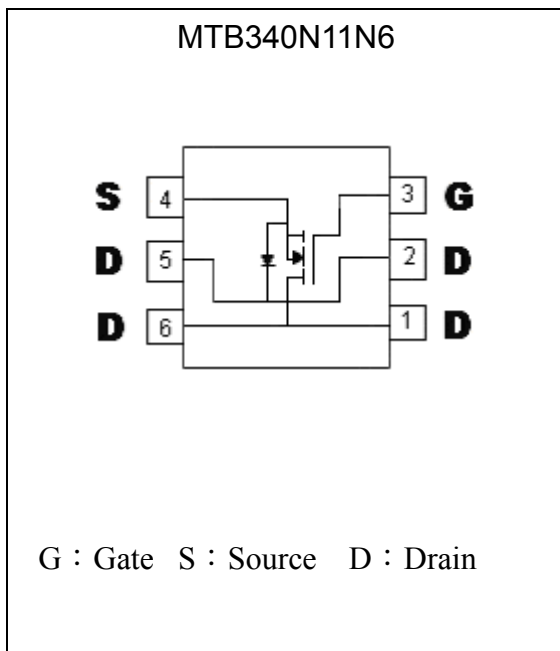 MTB340N11N6
S 4 3 G
D 5 2 D
D 6 1 D
G：Gate S：Source D：Drain